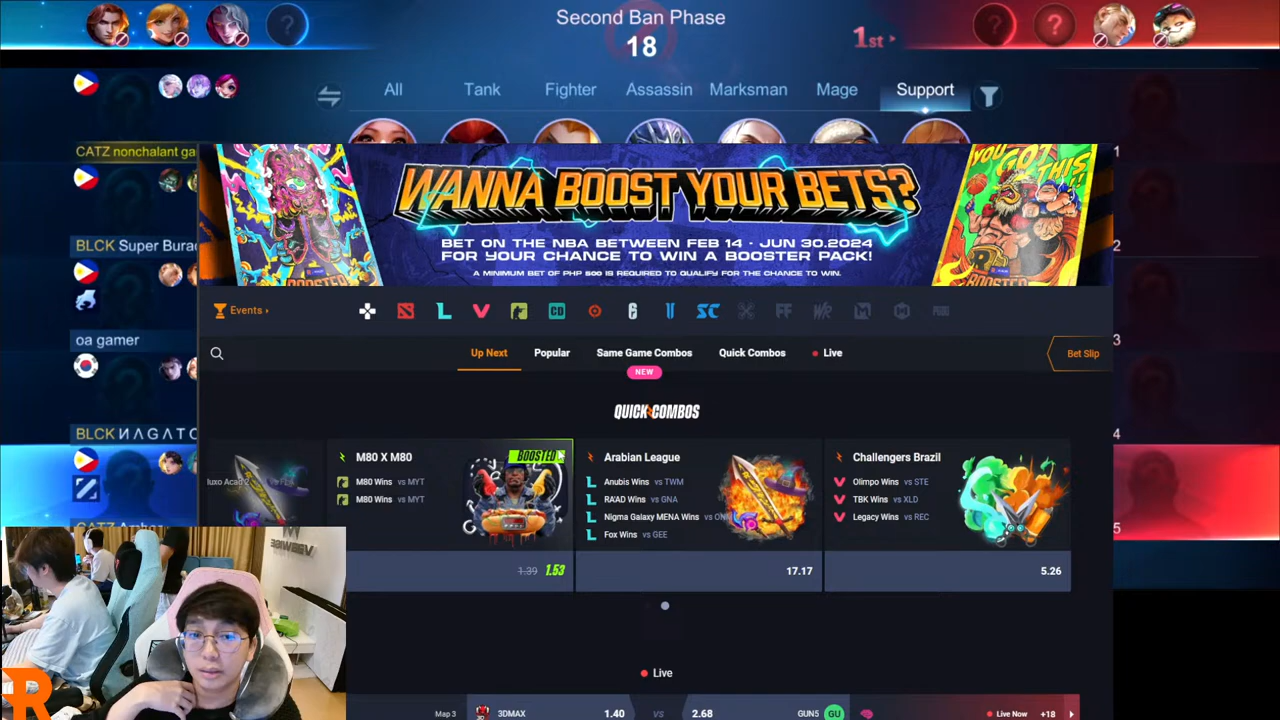 Second Ban Phase
18
1st
All
Tank
Fighter
Assassin
Marksman
Mage
Support
CATZ nonchalant ga
BLCK Super Burac
oa gamer
BLCK
1
2
3
4
5
WANNA BOOST YOUR BETS?
BET ON THE NBA BETWEEN FEB 14 - JUN 30.2024
FOR YOUR CHANCE TO WIN A BOOSTER PACK!
A MINIMUM BET OF PHP 500 IS REQUIRED TO QUALIFY FOR THE CHANCE TO WIN.
YOU GOT THIS
BOOSTED
BOOSTED
Events
Up Next
Popular
Same Game Combos
Quick Combos
Live
Bet Slip
NEW
QUICK COMBOS
M80 X M80
BOOSTED
M80 Wins vs MYT
M80 Wins vs MYT
1.39 1.53
Arabian League
Anubis Wins vs TWM
RA'AD Wins vs GNA
Nigma Galaxy MENA Wins vs
Fox Wins vs GEE
17.17
Challengers Brazil
Olimpo Wins vs STE
TBK Wins vs XLD
Legacy Wins vs REC
5.26
Live
Map 3
3DMAX
1.40
VS
2.68
GUN5
GU
Live Now
+18